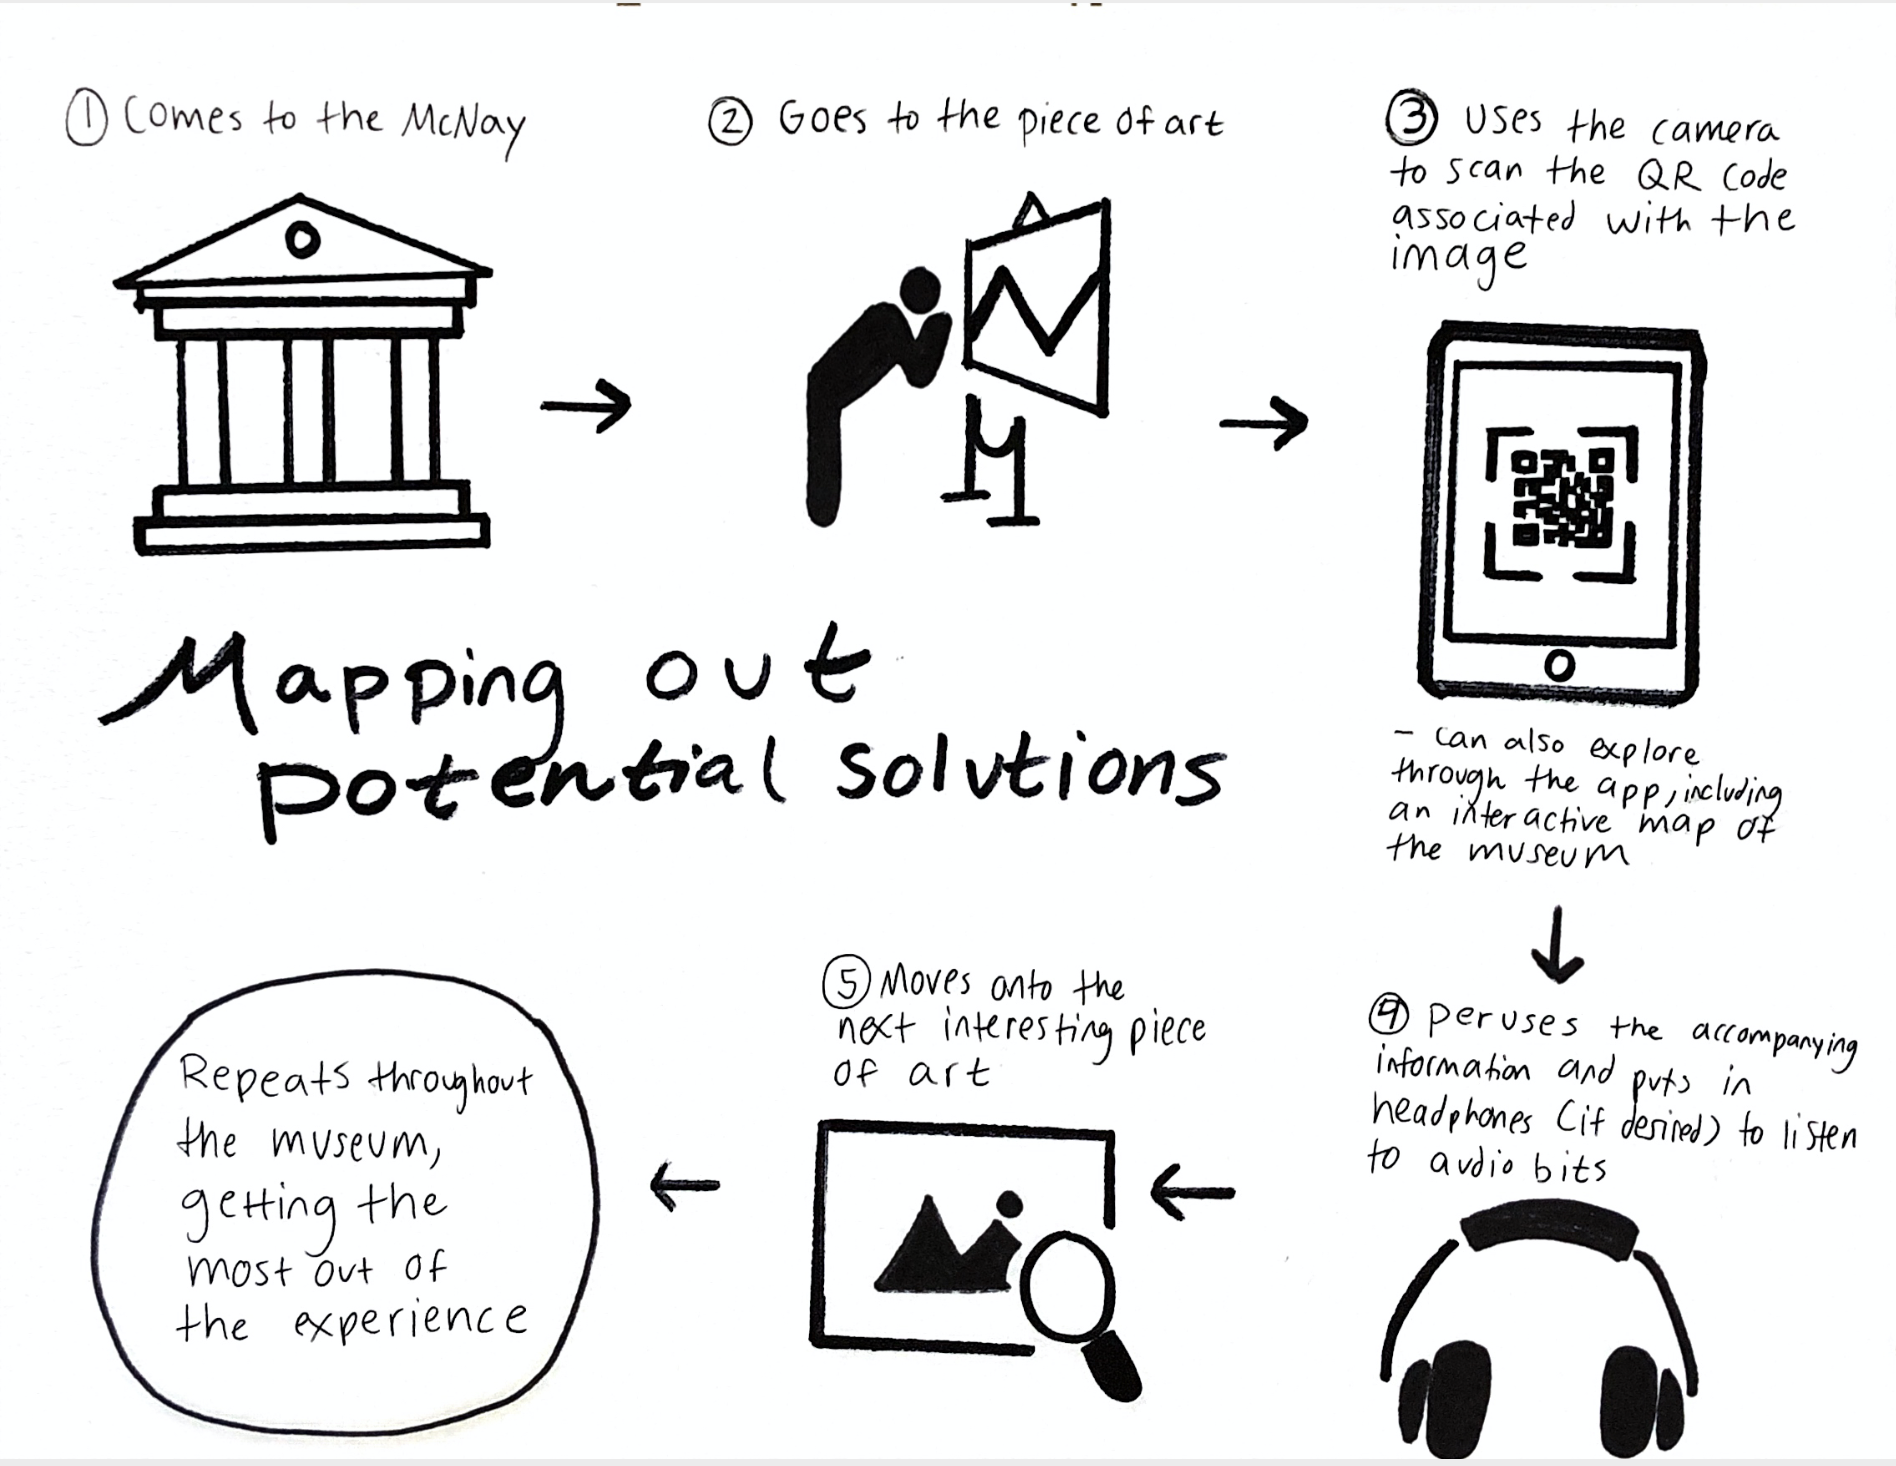 ① Comes to the McNay
② Goes to the piece of art
③ Uses the camera
to scan the QR code
associated with the
image
- can also explore
through the app, including
an interactive map of
the museum
Mapping out
potential solutions
④ peruses the accompanying
information and puts in
headphones (if desired) to listen
to audio bits
⑤ Moves onto the
next interesting piece
of art
Repeats throughout
the museum,
getting the
most out of
the experience